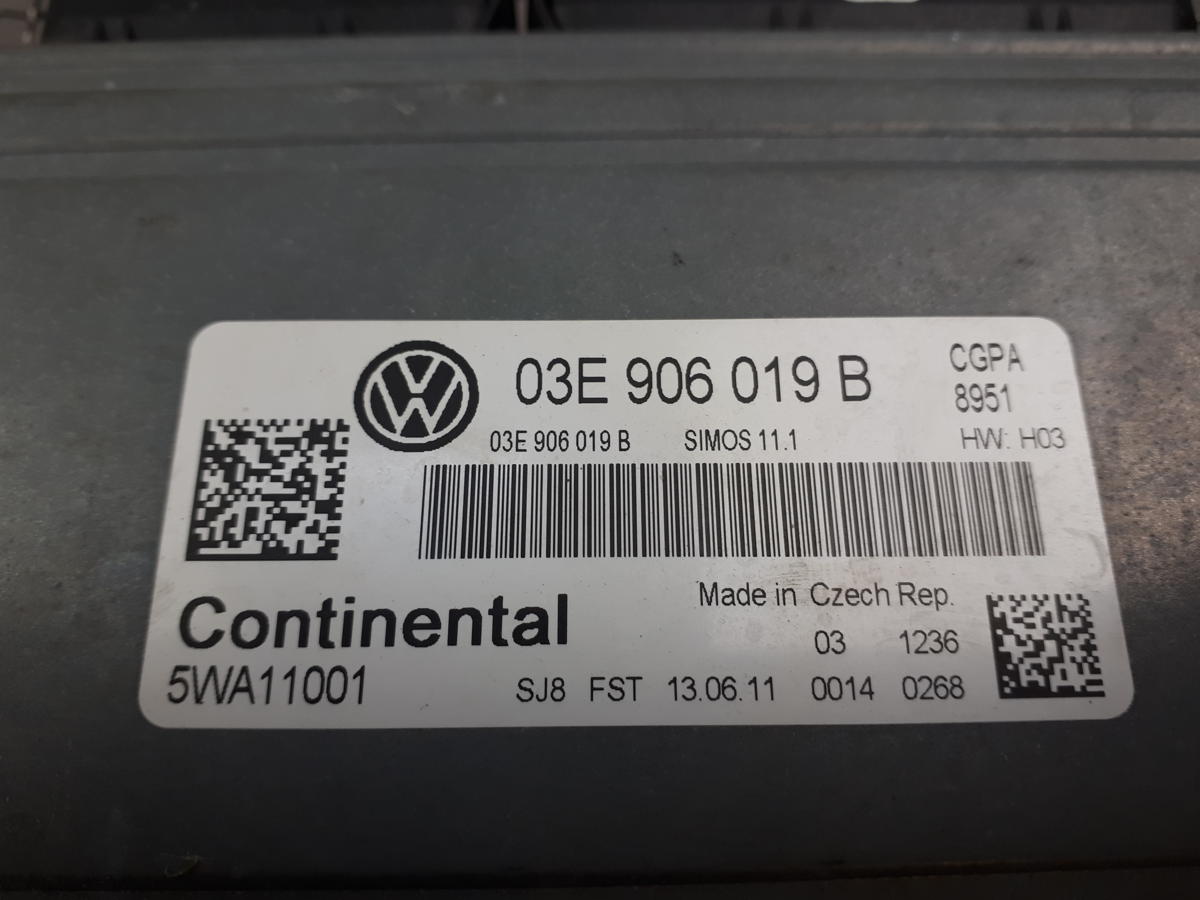 03E 906 019 B
CGPA
8951
03E 906 019 B SIMOS 11.1 HW: H03
Continental
Made in Czech Rep.
03 1236
5WA11001
SJ8 FST 13.06.11 0014 0268